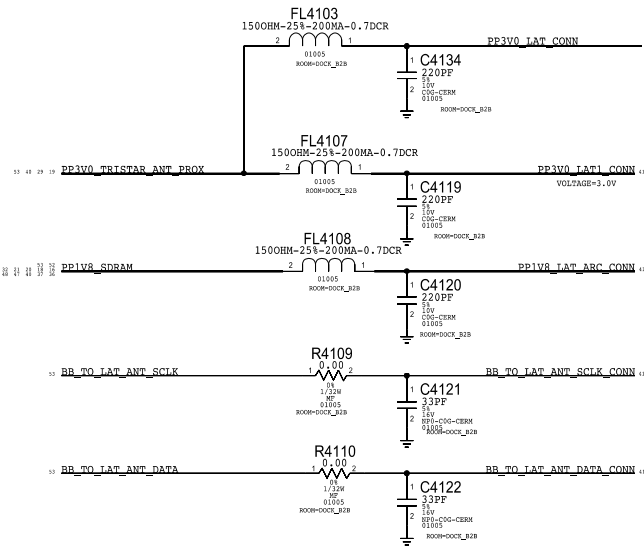 FL4103
150OHM-25%-200MA-0.7DCR
2 1
01005
ROOM=DOCK_B2B
PP3V0_LAT_CONN
1 C4134
220PF
5%
10V
2 C0G-CERM
01005
ROOM=DOCK_B2B
FL4107
150OHM-25%-200MA-0.7DCR
53 40 29 19 PP3V0_TRISTAR_ANT_PROX
2 1
01005
ROOM=DOCK_B2B
PP3V0_LAT1_CONN
VOLTAGE=3.0V
1 C4119
220PF
5%
10V
2 C0G-CERM
01005
ROOM=DOCK_B2B
FL4108
150OHM-25%-200MA-0.7DCR
53 52
PP1V8_SDRAM
2 1
01005
ROOM=DOCK_B2B
PP1V8_LAT_ARC_CONN
1 C4120
220PF
5%
10V
2 C0G-CERM
01005
ROOM=DOCK_B2B
R4109
0.00
53 BB_TO_LAT_ANT_SCLK
1 2
0%
1/32W
MF
01005
ROOM=DOCK_B2B
BB_TO_LAT_ANT_SCLK_CONN
1 C4121
33PF
5%
16V
2 NP0-C0G-CERM
01005
ROOM=DOCK_B2B
R4110
0.00
53 BB_TO_LAT_ANT_DATA
1 2
0%
1/32W
MF
01005
ROOM=DOCK_B2B
BB_TO_LAT_ANT_DATA_CONN
1 C4122
33PF
5%
16V
2 NP0-C0G-CERM
01005
ROOM=DOCK_B2B